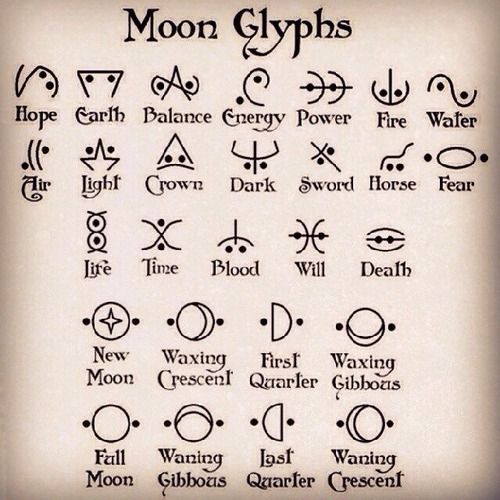 Moon Glyphs
Hope Earth Balance Energy Power Fire Water
Air Light Crown Dark Sword Horse Fear
Life Time Blood Will Death
New Moon Waxing Crescent First Quarter Waxing Gibbous
Full Moon Waning Gibbous Last Quarter Waning Crescent